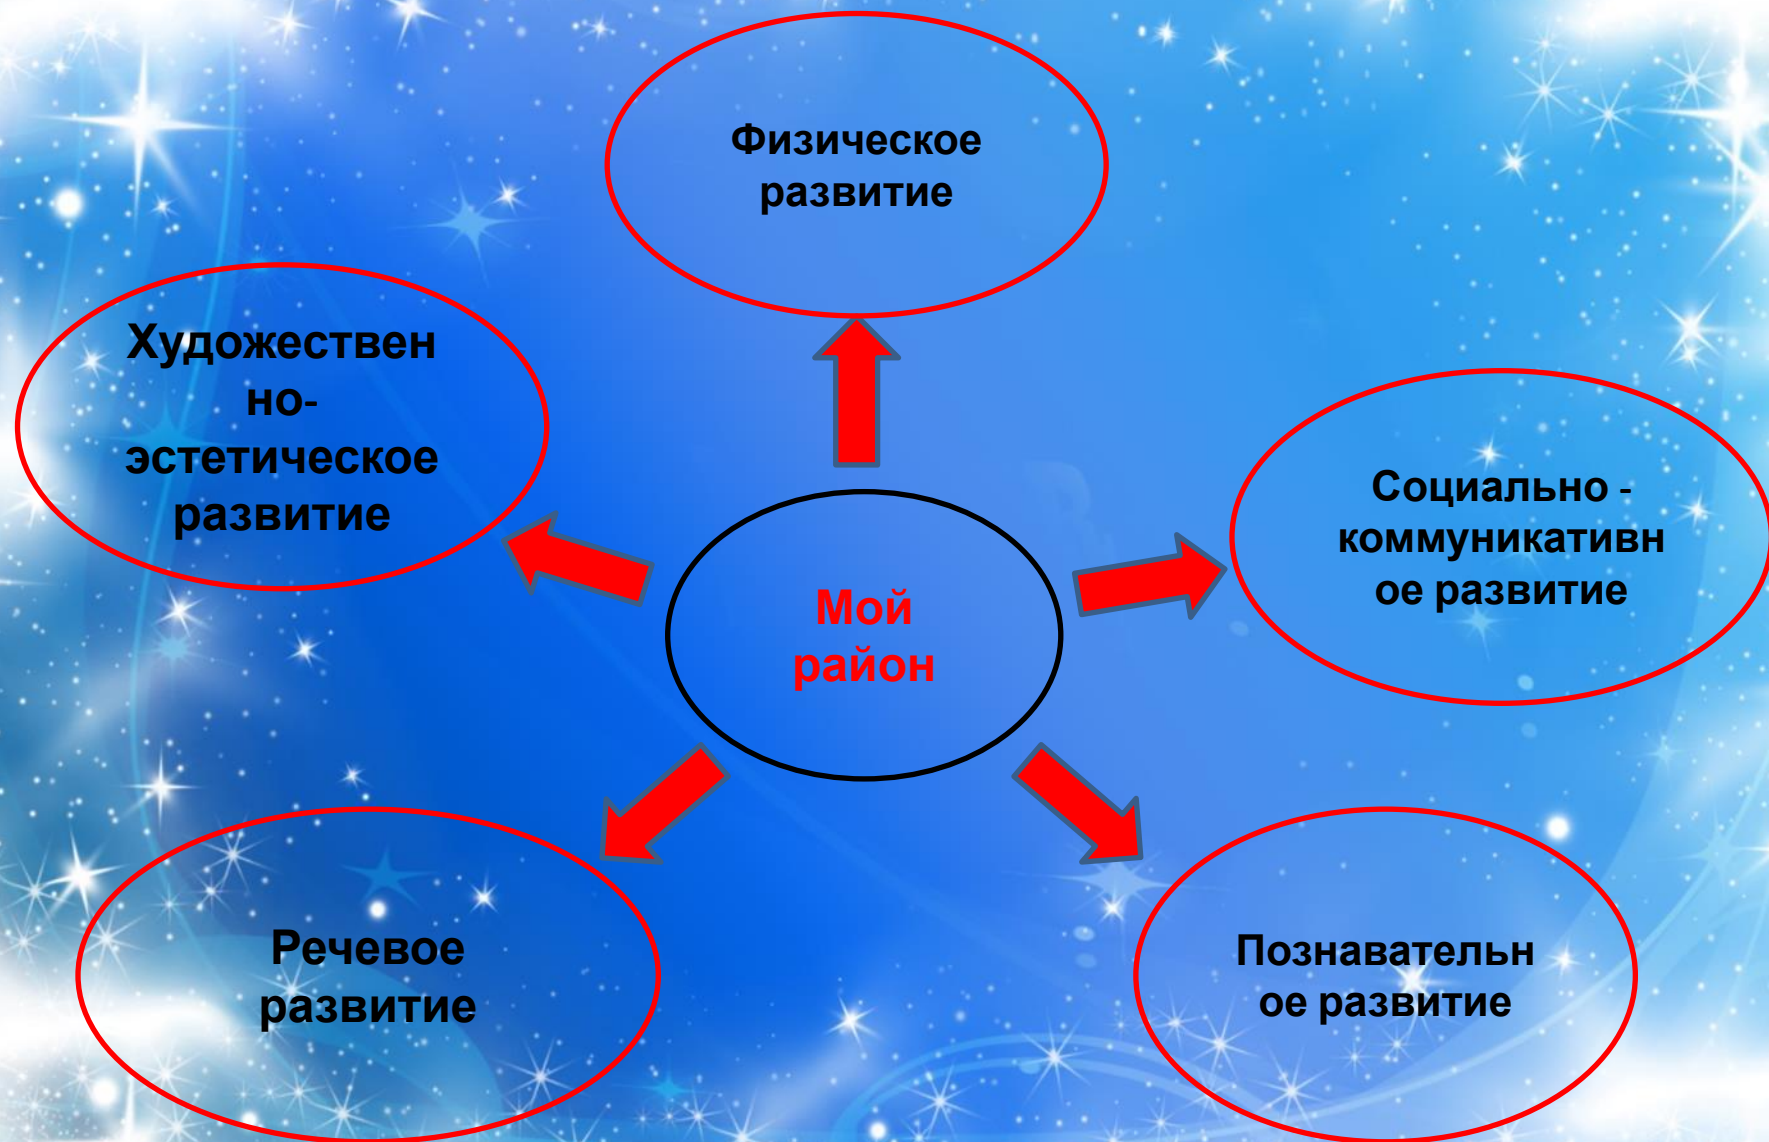 Физическое
развитие
Художествен
но-
эстетическое
развитие
Социально -
коммуникативн
ое развитие
Мой
район
Речевое
развитие
Познавательн
ое развитие